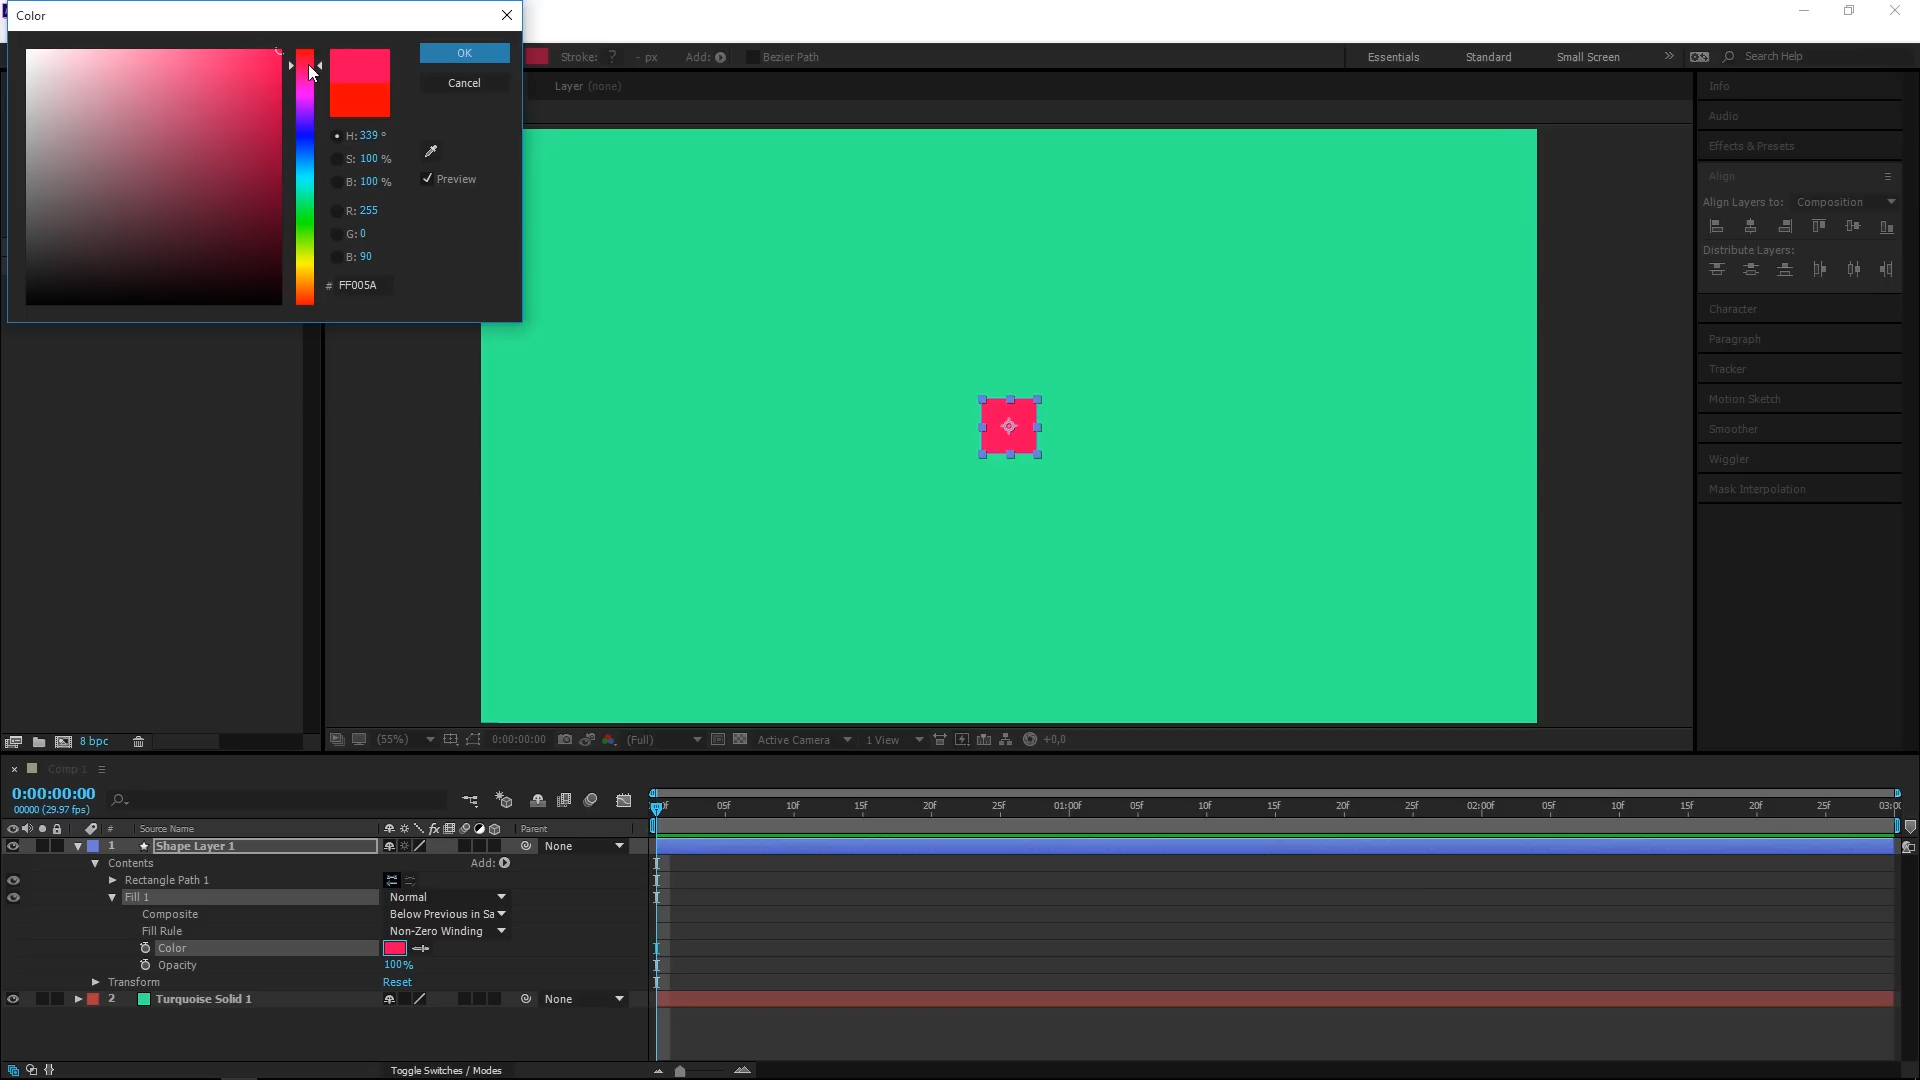 Color
OK
Cancel
H: 339 °
S: 100 %
B: 100 %
Preview
R: 255
G: 0
B: 90
# FF005A
Stroke: ? - px Add: Bezier Path
Essentials Standard Small Screen » Search Help
Layer (none)
Info
Audio
Effects & Presets
Align
Align Layers to: Composition
Distribute Layers:
Character
Paragraph
Tracker
Motion Sketch
Smoother
Wiggler
Mask Interpolation
8 bpc
(55%) 0:00:00:00 (Full) Active Camera 1 View +0,0
Comp 1
0:00:00:00
00000 (29.97 fps)
05f 10f 15f 20f 25f 01:00f 05f 10f 15f 20f 25f 02:00f 05f 10f 15f 20f 25f
# Source Name fx Parent
1 Shape Layer 1 None
Contents Add:
Rectangle Path 1
Fill 1 Normal
Composite Below Previous in Sa
Fill Rule Non-Zero Winding
Color
Opacity 100%
Transform Reset
2 Turquoise Solid 1 None
Toggle Switches / Modes